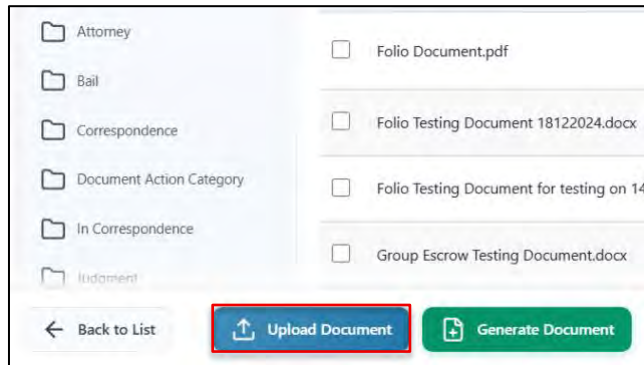 Attorney
Bail
Correspondence
Document Action Category
In Correspondence
Judgment
Folio Document.pdf
Folio Testing Document 18122024.docx
Folio Testing Document for testing on 14
Group Escrow Testing Document.docx
Back to List
Upload Document
Generate Document